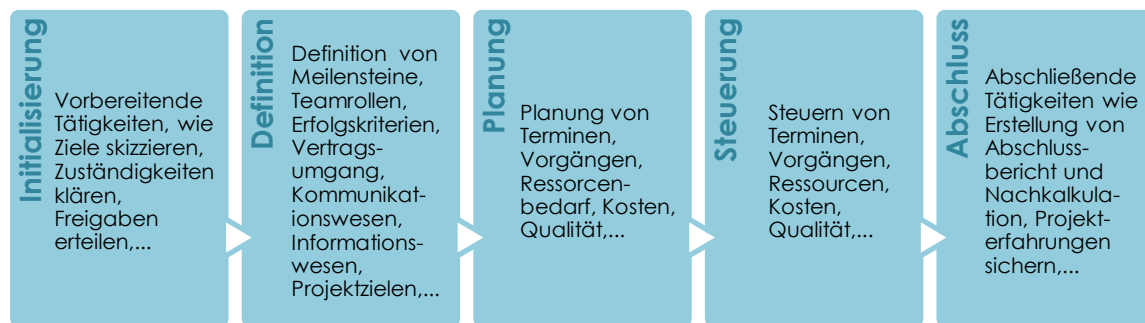 Initialisierung
Vorbereitende
Tätigkeiten, wie
Ziele skizzieren,
Zuständigkeiten
klären,
Freigaben
erteilen,...
Definition
Definition von
Meilensteine,
Teamrollen,
Erfolgskriterien,
Vertrags-
umgang,
Kommunikat-
ionswesen,
Informations-
wesen,
Projektzielen,...
Planung
Planung von
Terminen,
Vorgängen,
Ressorcen-
bedarf, Kosten,
Qualität,...
Steuerung
Steuern von
Terminen,
Vorgängen,
Ressourcen,
Kosten,
Qualität,...
Abschluss
Abschließende
Tätigkeiten wie
Erstellung von
Abschluss-
bericht und
Nachkalkula-
tion, Projekt-
erfahrungen
sichern,...